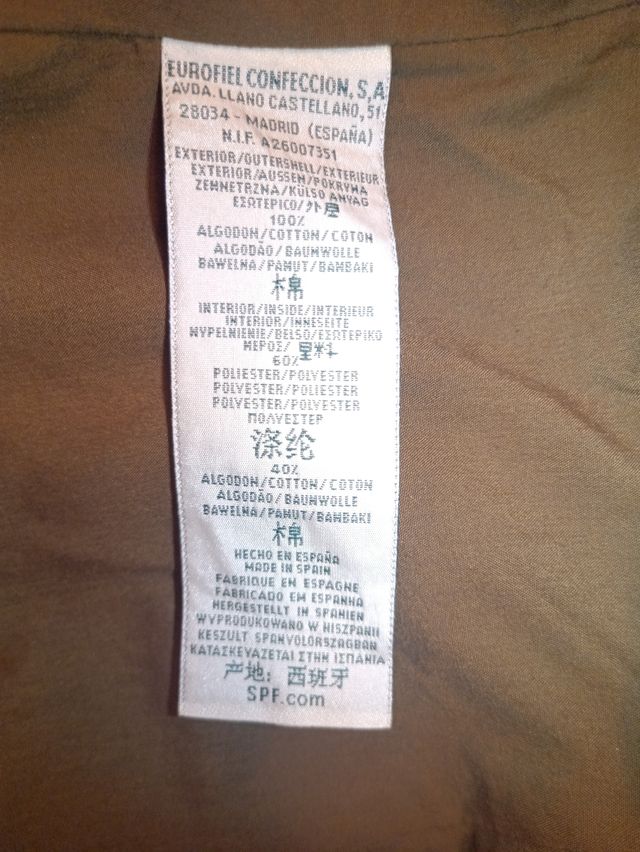 EUROFIEL CONFECCION, S,A
AVDA. LLANO CASTELLANO, 51
28034 - MADRID (ESPAÑA)
N.I.F. A26007351
EXTERIOR/OUTERSHELL/EXTERIEUR
EXTERIOR/AUSSEN/POKRYWA
ZEWNETRZNA/KÜLSO ANYAG
ΕΞΩΤΕΡΙCO/外层
100%
ALGODON/COTTON/COTON
ALGODÃO/BAUMWOLLE
BAWELNA/PAMUT/BAMBAKI
棉
INTERIOR/INSIDE/INTERIEUR
INTERIOR/INNESEITE
WYPELNIENIE/BELSO/ΕΣΩΤΕΡΙΚΟ
ΜΕΡΟΣ/里料
60%
POLIESTER/POLYESTER
POLYESTER/POLIESTER
POLYESTER/POLYESTER
ΠΟΛΥΕΣΤΕΡ
涤纶
40%
ALGODON/COTTON/COTON
ALGODÃO/BAUMWOLLE
BAWELNA/PAMUT/BAMBAKI
棉
HECHO EN ESPAÑA
MADE IN SPAIN
FABRIQUE EN ESPAGNE
FABRICADO EM ESPANHA
HERGESTELLT IN SPANIEN
WYPRODUKOWANO W HISZPANII
KESZULT SPANYOLORSZAGBAN
ΚΑΤΑΣΚΕΥΑΖΕΤΑΙ ΣΤΗΝ ΙΣΠΑΝΙΑ
产地: 西班牙
SPF.com